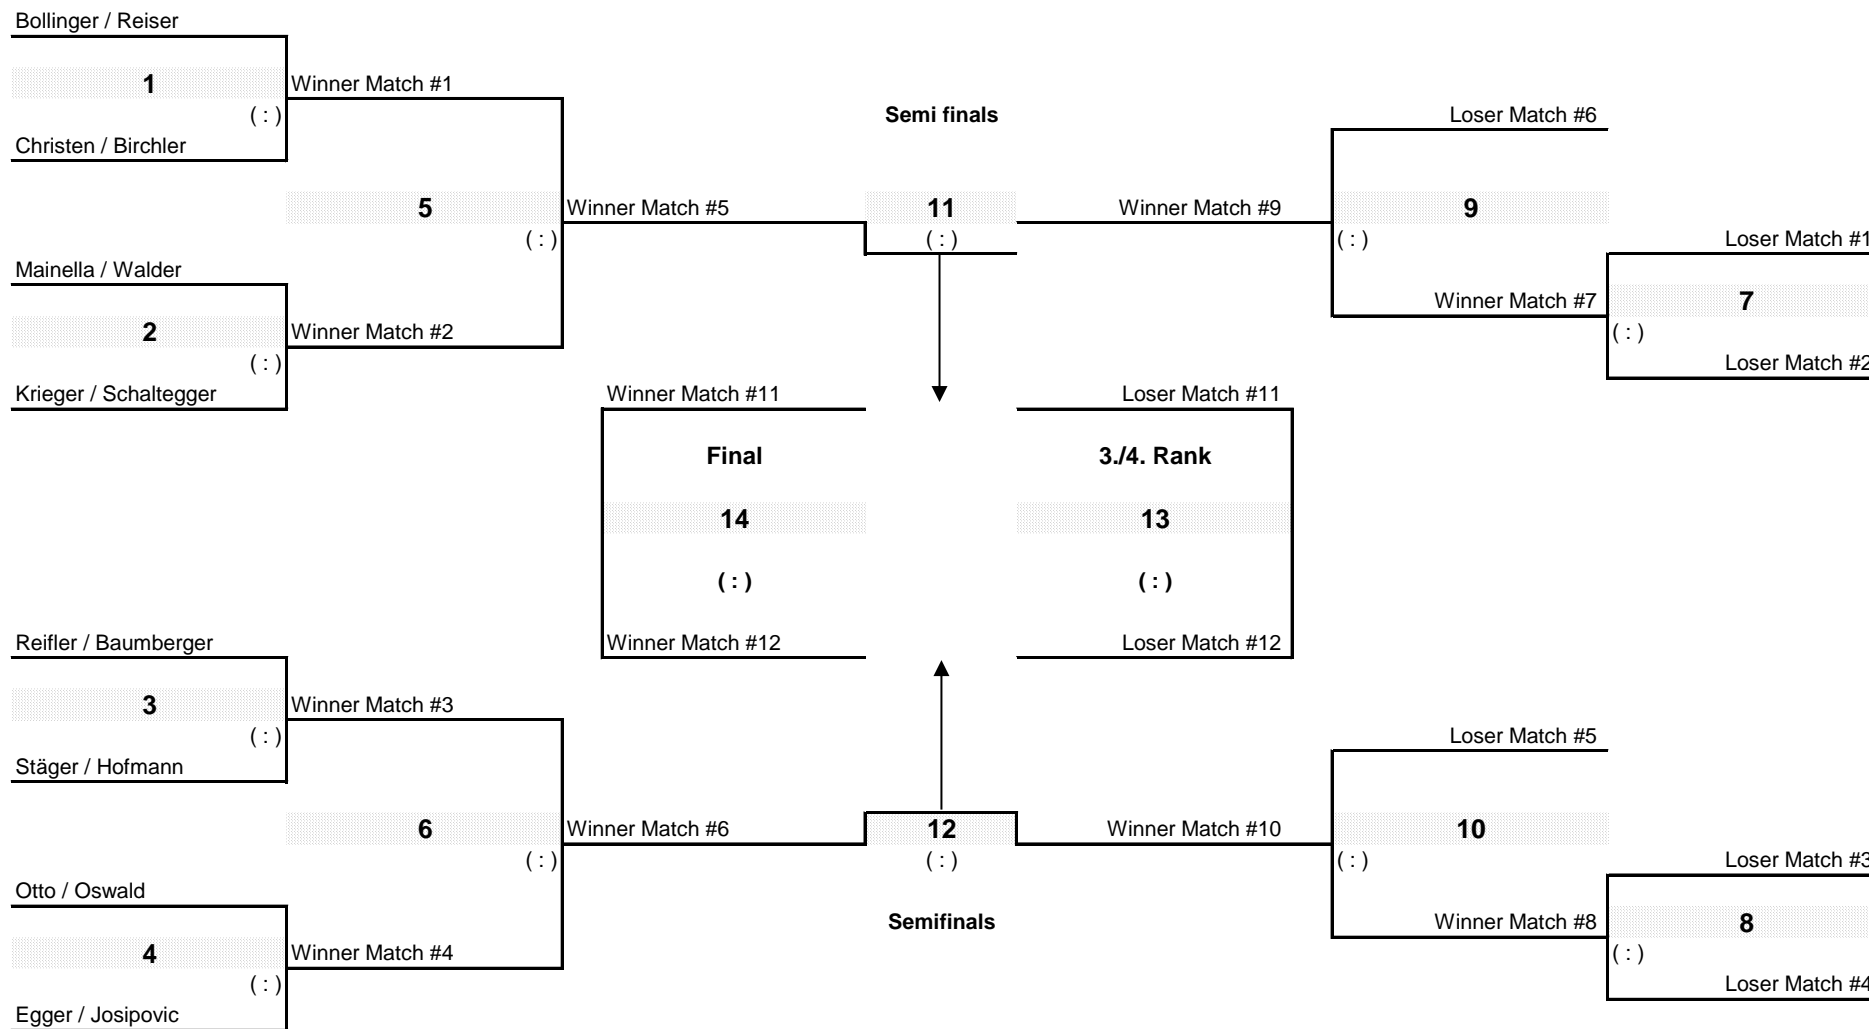 Bollinger / Reiser
1
Winner Match #1
( : )
Semi finals
Loser Match #6
Christen / Birchler
5
Winner Match #5
11
Winner Match #9
9
( : )
( : )
( : )
Loser Match #1
Mainella / Walder
Winner Match #7
7
2
Winner Match #2
( : )
( : )
Loser Match #2
Krieger / Schaltegger
Winner Match #11
Loser Match #11
Final
3./4. Rank
14
13
( : )
( : )
Reifler / Baumberger
Winner Match #12
Loser Match #12
3
Winner Match #3
( : )
Loser Match #5
Stäger / Hofmann
6
Winner Match #6
12
Winner Match #10
10
( : )
( : )
( : )
Loser Match #3
Otto / Oswald
Semifinals
Winner Match #8
8
4
Winner Match #4
( : )
( : )
Loser Match #4
Egger / Josipovic